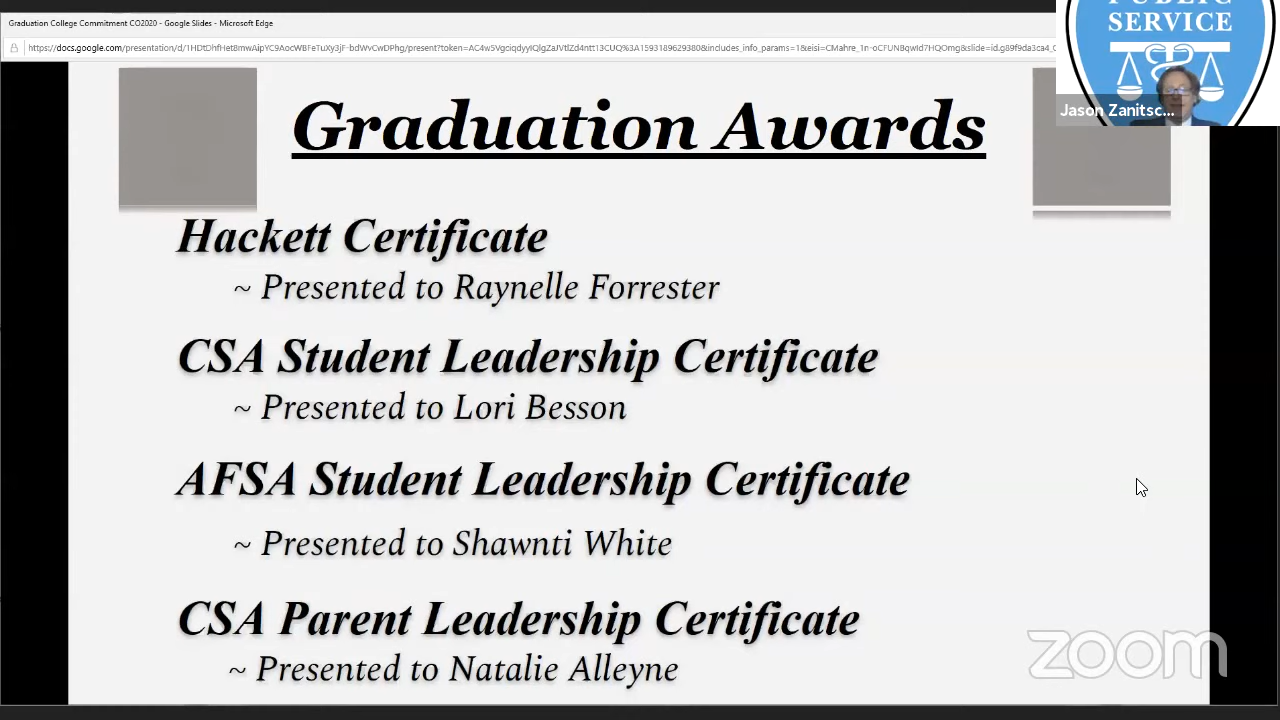 Graduation College Commitment CO2020 - Google Slides - Microsoft Edge
SERVICE
Jason Zanitsc...
Graduation Awards
Hackett Certificate
~ Presented to Raynelle Forrester
CSA Student Leadership Certificate
~ Presented to Lori Besson
AFSA Student Leadership Certificate
~ Presented to Shawnti White
CSA Parent Leadership Certificate
~ Presented to Natalie Alleyne
zoom